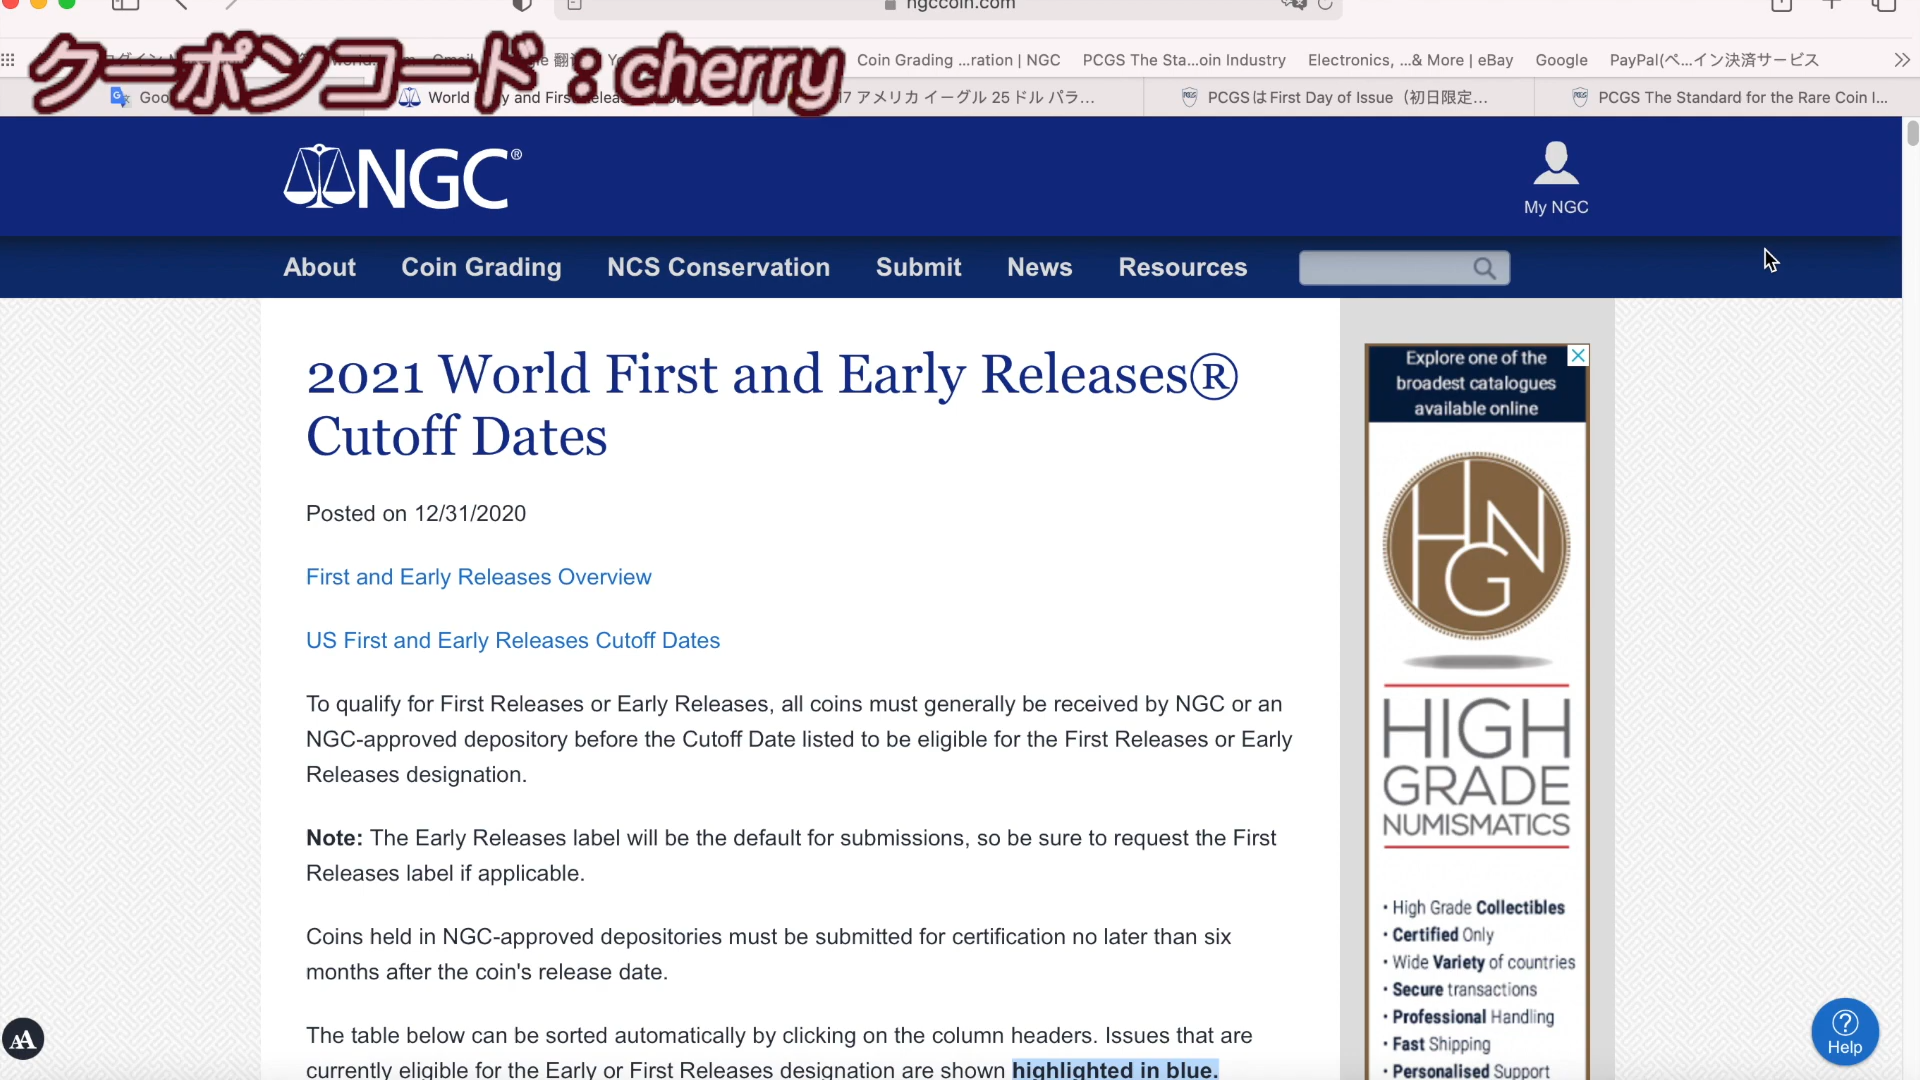 ngccoin.com
クーポンコード：cherry
Coin Grading ...ration | NGC
PCGS The Sta...oin Industry
Electronics, ...& More | eBay
Google
PayPal(ペ...イン決済サービス
Goo
World
y and First
elea
17 アメリカ イーグル 25 ドル パラ...
PCGS は First Day of Issue（初日限定...
PCGS The Standard for the Rare Coin I...
NGC®
My NGC
About
Coin Grading
NCS Conservation
Submit
News
Resources
2021 World First and Early Releases®
Cutoff Dates
Posted on 12/31/2020
First and Early Releases Overview
US First and Early Releases Cutoff Dates
To qualify for First Releases or Early Releases, all coins must generally be received by NGC or an
NGC-approved depository before the Cutoff Date listed to be eligible for the First Releases or Early
Releases designation.
Note: The Early Releases label will be the default for submissions, so be sure to request the First
Releases label if applicable.
Coins held in NGC-approved depositories must be submitted for certification no later than six
months after the coin's release date.
The table below can be sorted automatically by clicking on the column headers. Issues that are
currently eligible for the Early or First Releases designation are shown highlighted in blue.
Explore one of the
broadest catalogues
available online
HNG
HIGH
GRADE
NUMISMATICS
• High Grade Collectibles
• Certified Only
• Wide Variety of countries
• Secure transactions
• Professional Handling
• Fast Shipping
• Personalised Support
AA
?
Help